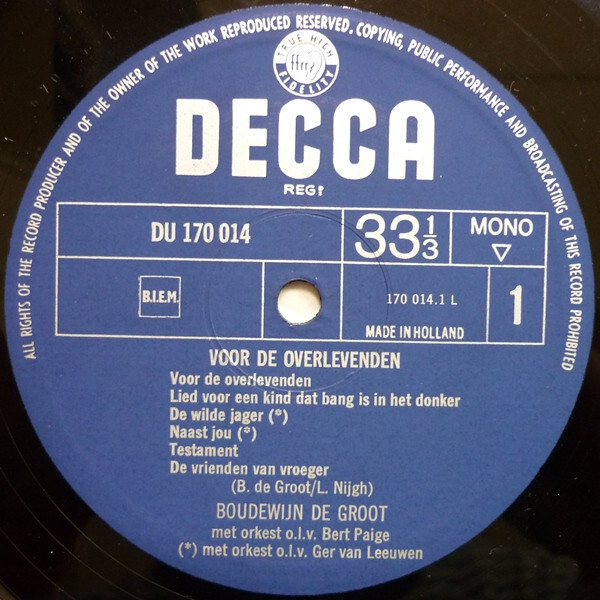 ALL RIGHTS OF THE RECORD PRODUCER AND OF THE OWNER OF THE WORK REPRODUCED RESERVED. COPYING, PUBLIC PERFORMANCE AND BROADCASTING OF THIS RECORD PROHIBITED
TRUE HIGH
ffrr
FIDELITY
DECCA
REGD
DU 170 014
33 1/3
MONO
B.I.E.M.
170 014.1 L
1
MADE IN HOLLAND
VOOR DE OVERLEVENDEN
Voor de overlevenden
Lied voor een kind dat bang is in het donker
De wilde jager (*)
Naast jou (*)
Testament
De vrienden van vroeger
(B. de Groot/L. Nijgh)
BOUDEWIJN DE GROOT
met orkest o.l.v. Bert Paige
(*) met orkest o.l.v. Ger van Leeuwen